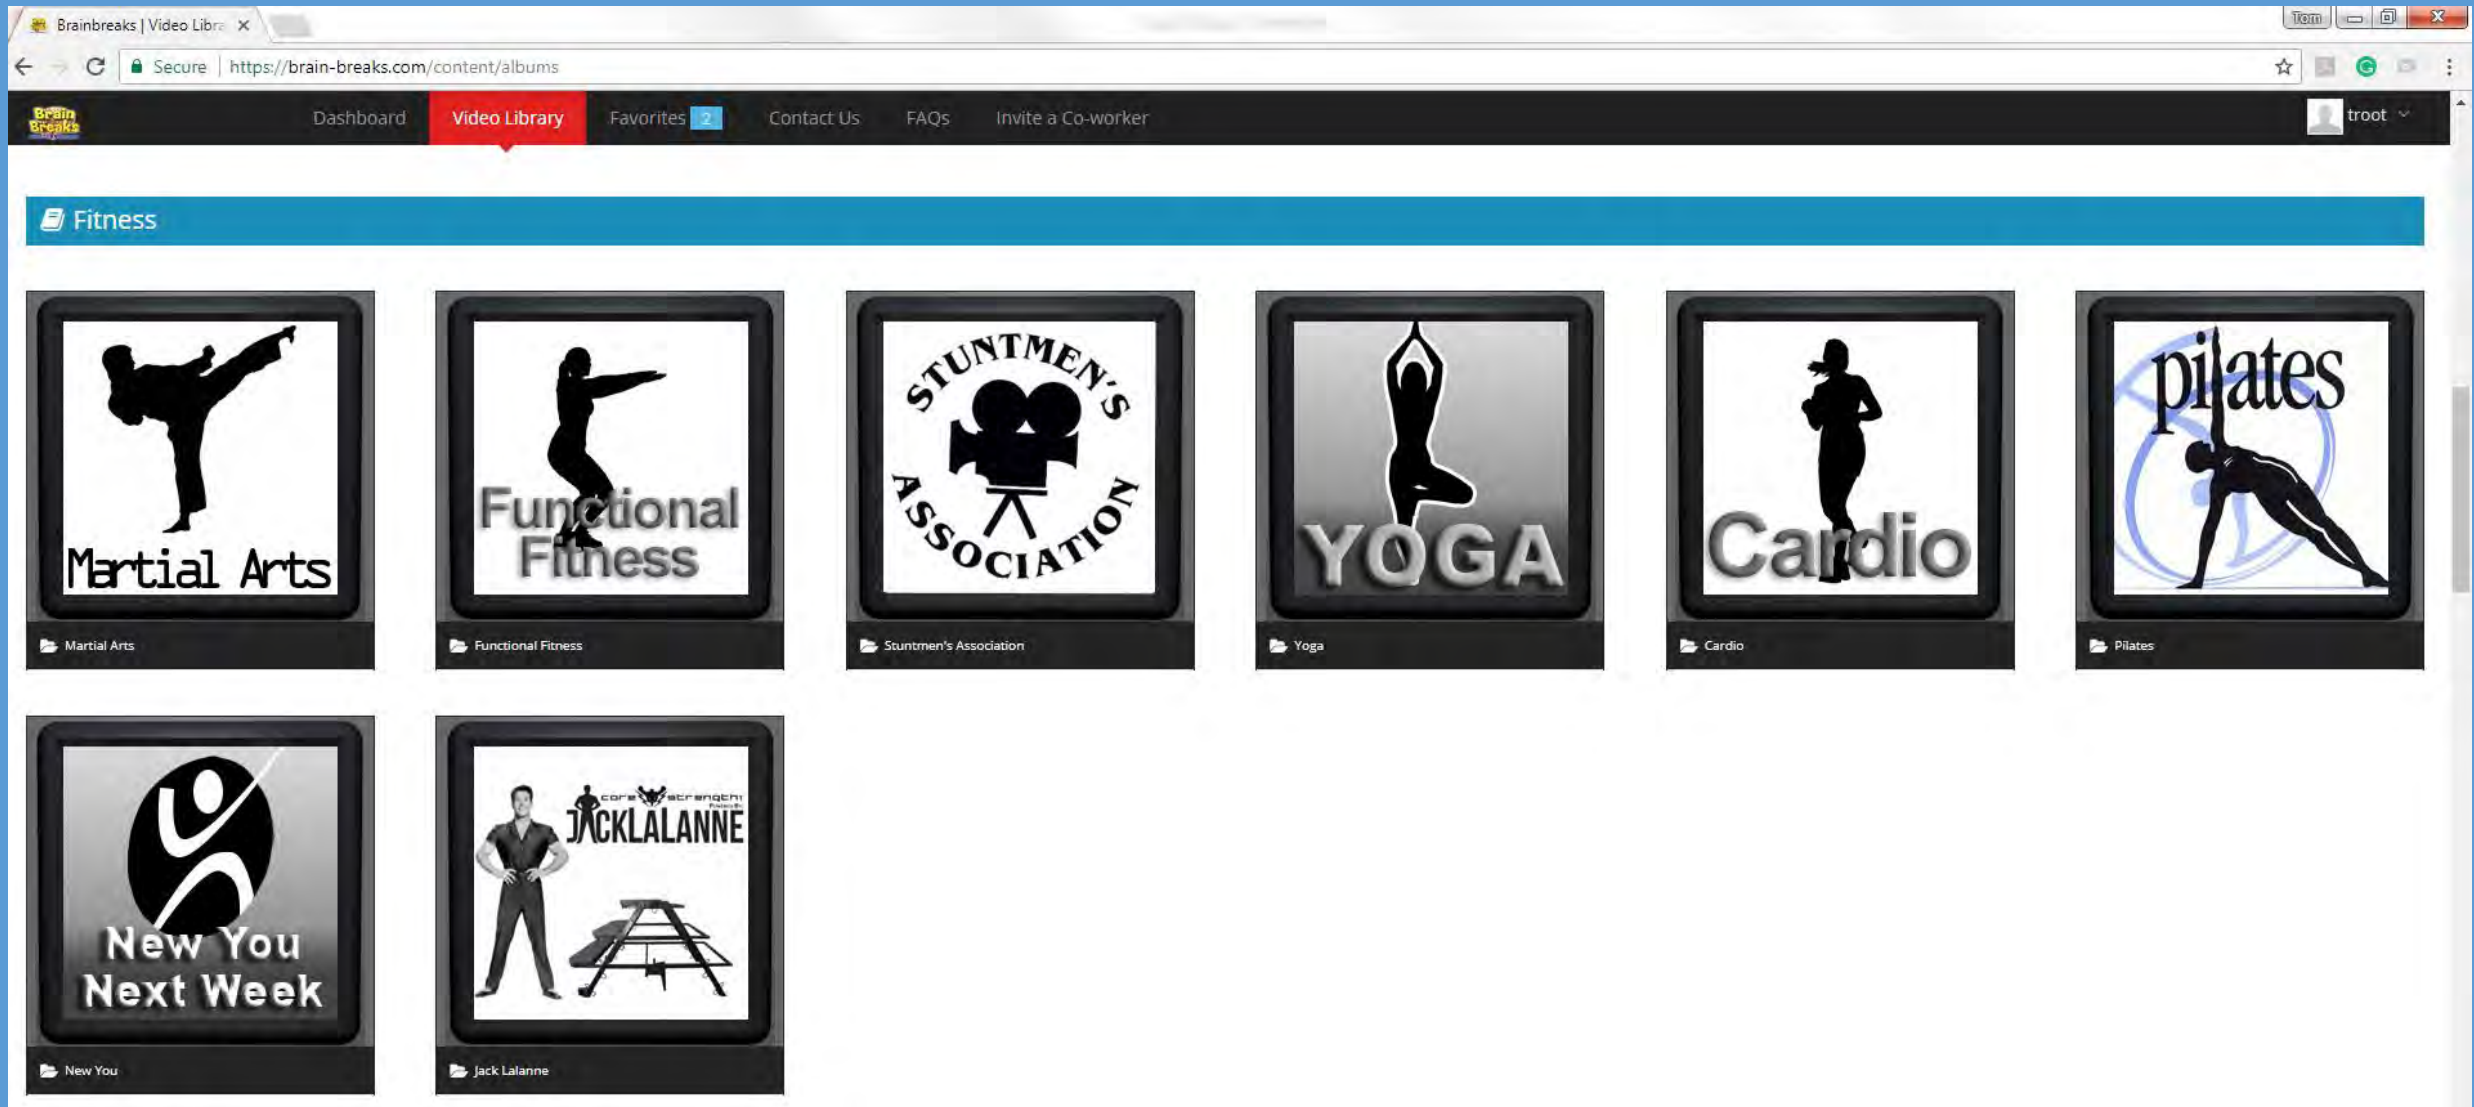 Brainbreaks | Video Libra
Tom
Secure
https://brain-breaks.com/content/albums
Brain
Breaks
Dashboard
Video Library
Favorites 2
Contact Us
FAQs
Invite a Co-worker
troot
Fitness
Martial Arts
Functional
Fitness
STUNTMEN'S
ASSOCIATION
YOGA
Cardio
pilates
Martial Arts
Functional Fitness
Stuntmen's Association
Yoga
Cardio
Pilates
New You
Next Week
core strength
JACKLALANNE
New You
Jack Lalanne